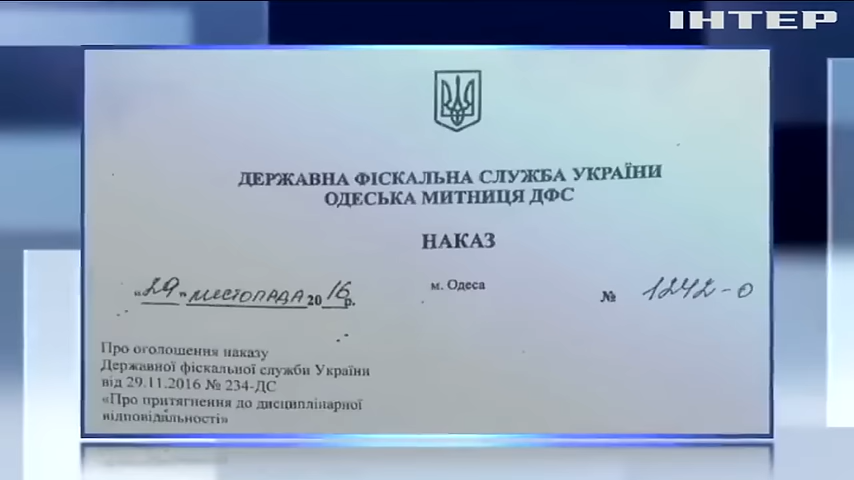 ІНТЕР
ДЕРЖАВНА ФІСКАЛЬНА СЛУЖБА УКРАЇНИ
ОДЕСЬКА МИТНИЦЯ ДФС
НАКАЗ
"29" листопада 2016 р. м. Одеса № 1242-о
Про оголошення наказу
Державної фіскальної служби України
від 29.11.2016 № 234-ДС
«Про притягнення до дисциплінарної
відповідальності»